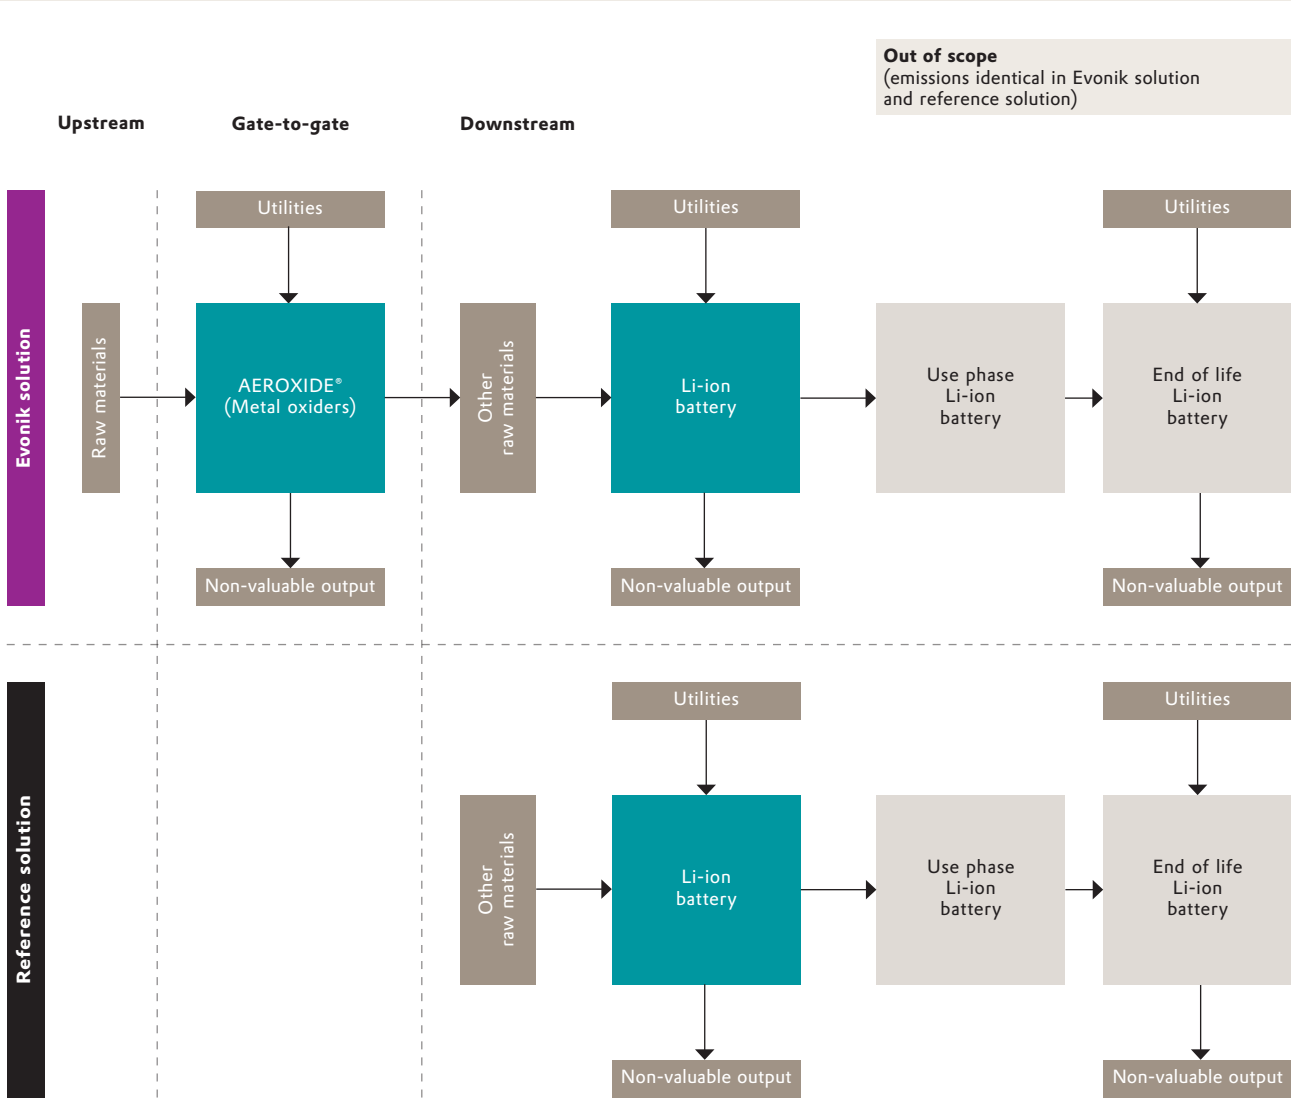 Out of scope
(emissions identical in Evonik solution
and reference solution)
Upstream
Gate-to-gate
Downstream
Evonik solution
Utilities
Utilities
Utilities
Raw materials
AEROXIDE®
(Metal oxiders)
Other
raw materials
Li-ion
battery
Use phase
Li-ion
battery
End of life
Li-ion
battery
Non-valuable output
Non-valuable output
Non-valuable output
Reference solution
Utilities
Utilities
Other
raw materials
Li-ion
battery
Use phase
Li-ion
battery
End of life
Li-ion
battery
Non-valuable output
Non-valuable output